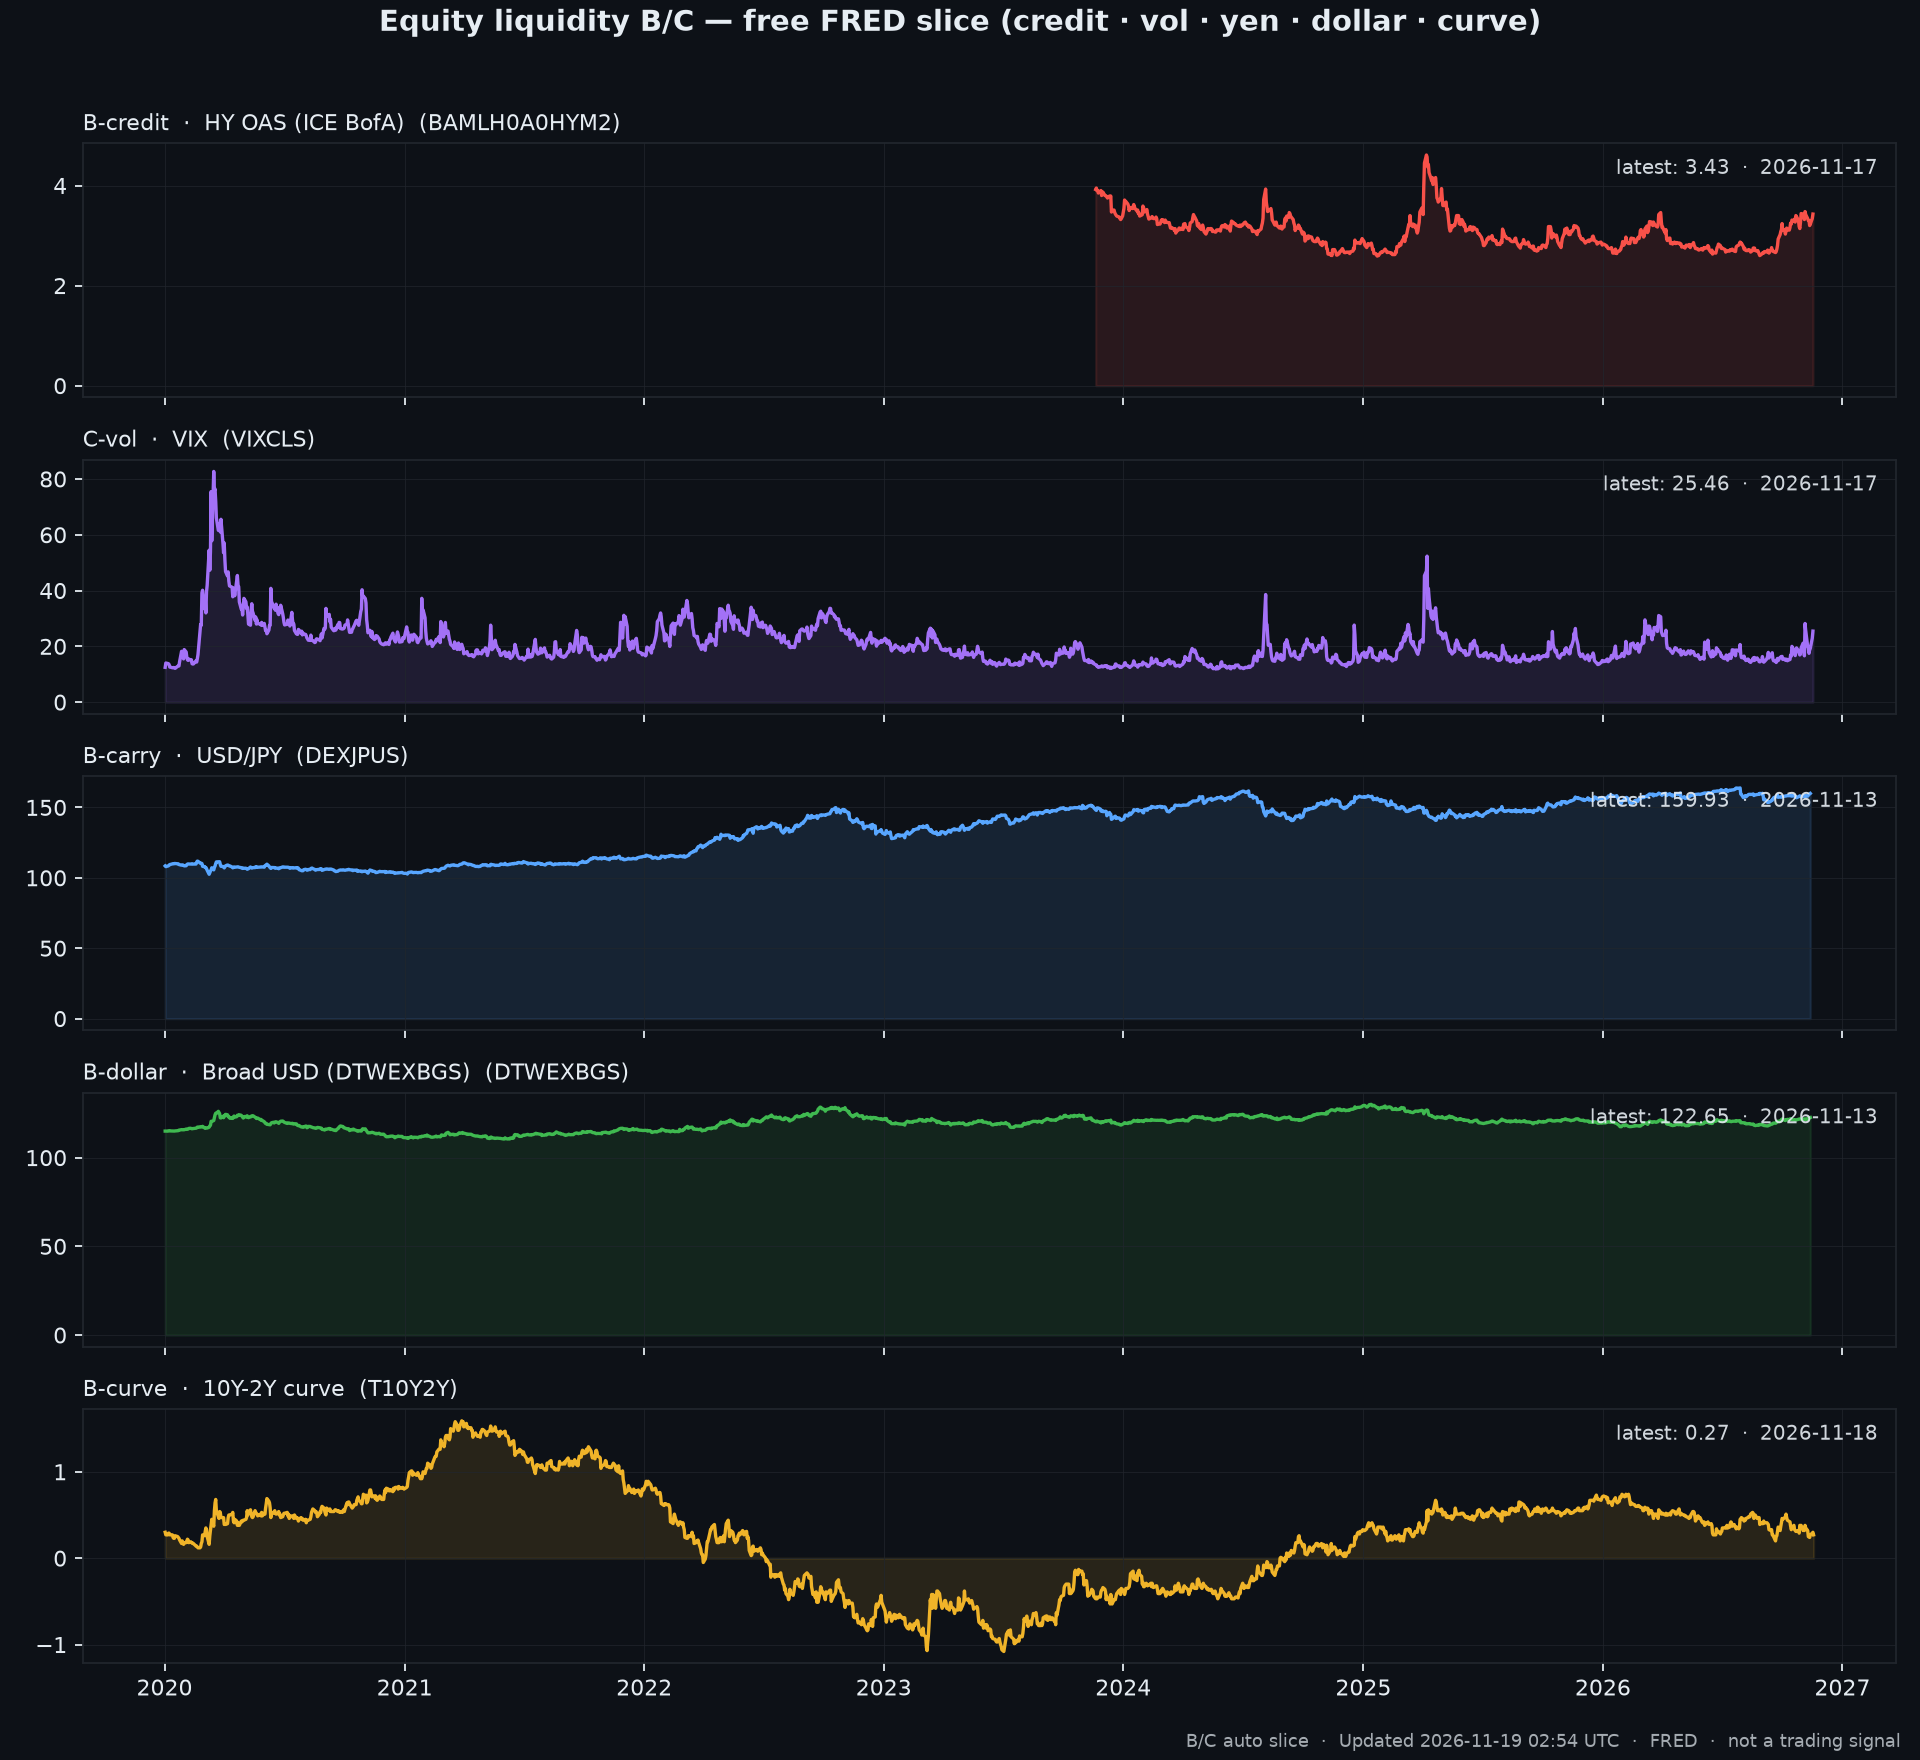 Equity liquidity B/C — free FRED slice (credit · vol · yen · dollar · curve)
B-credit · HY OAS (ICE BofA) (BAMLH0A0HYM2)
latest: 3.43 · 2026-11-17
4
2
0
C-vol · VIX (VIXCLS)
latest: 25.46 · 2026-11-17
80
60
40
20
0
B-carry · USD/JPY (DEXJPUS)
latest: 159.93 · 2026-11-13
150
100
50
0
B-dollar · Broad USD (DTWEXBGS) (DTWEXBGS)
latest: 122.65 · 2026-11-13
100
50
0
B-curve · 10Y-2Y curve (T10Y2Y)
latest: 0.27 · 2026-11-18
1
0
−1
2020 2021 2022 2023 2024 2025 2026 2027
B/C auto slice · Updated 2026-11-19 02:54 UTC · FRED · not a trading signal